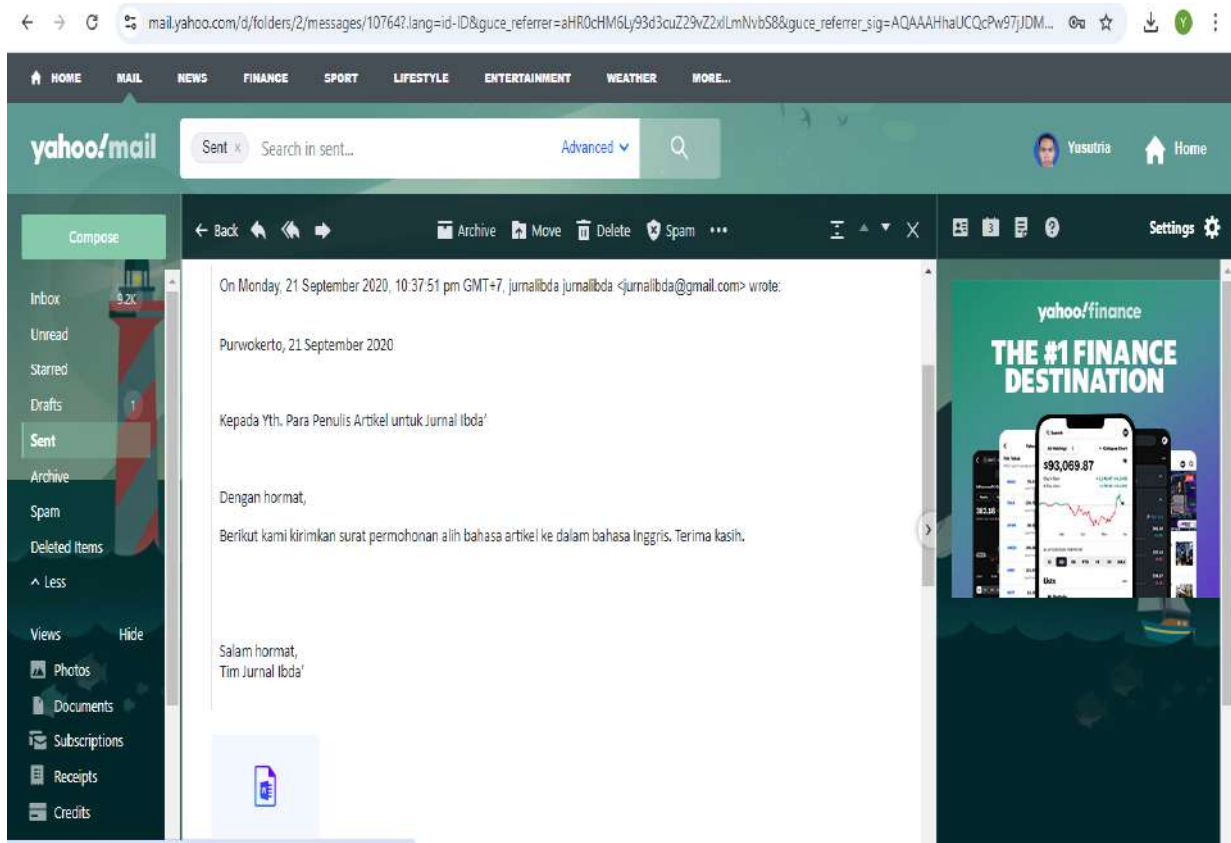 mail.yahoo.com/d/folders/2/messages/10764?.lang=id-ID&guce_referrer=aHR0cHM6Ly93d3cuZ29vZ2xlLmNvbS8&guce_referrer_sig=AQAAAHhaUCQcPw97jJDM...
Y
HOME MAIL NEWS FINANCE SPORT LIFESTYLE ENTERTAINMENT WEATHER MORE...
yahoo!mail
Sent × Search in sent... Advanced
Yusutria Home
Compose
Back Archive Move Delete Spam •••
3 Settings
Inbox 9.2K
Unread
Starred
Drafts 1
Sent
Archive
Spam
Deleted Items
Less
Views Hide
Photos
Documents
Subscriptions
Receipts
Credits
On Monday, 21 September 2020, 10:37:51 pm GMT+7, jurnalibda jurnalibda <jurnalibda@gmail.com> wrote:
Purwokerto, 21 September 2020
Kepada Yth. Para Penulis Artikel untuk Jurnal Ibda'
Dengan hormat,
Berikut kami kirimkan surat permohonan alih bahasa artikel ke dalam bahasa Inggris. Terima kasih.
Salam hormat,
Tim Jurnal Ibda'
yahoo!finance
THE #1 FINANCE
DESTINATION
$93,069.87